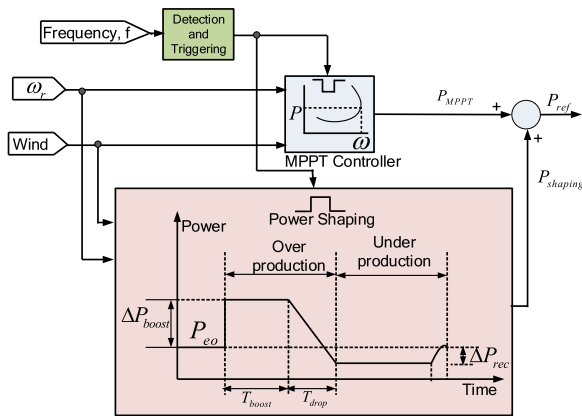 Frequency, f
Detection
and
Triggering
ω_r
Wind
P
ω
MPPT Controller
P_MPPT
+
P_ref
+
P_shaping
Power Shaping
Power
Over
production
Under
production
ΔP_boost
P_eo
ΔP_rec
Time
T_boost
T_drop